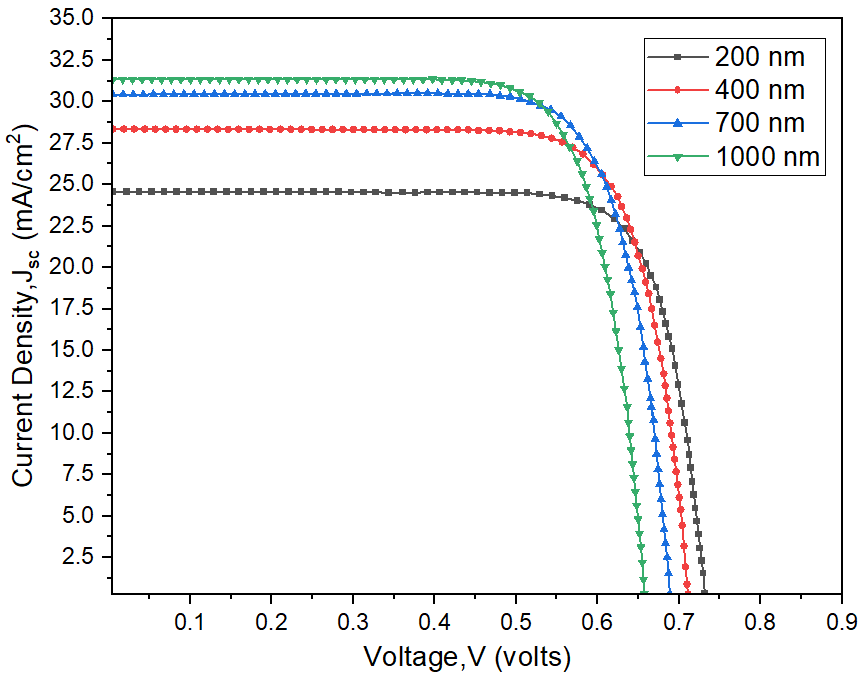 35.0
32.5
30.0
27.5
25.0
22.5
20.0
17.5
15.0
12.5
10.0
7.5
5.0
2.5
Current Density,Jsc (mA/cm2)
200 nm
400 nm
700 nm
1000 nm
0.1 0.2 0.3 0.4 0.5 0.6 0.7 0.8 0.9
Voltage,V (volts)